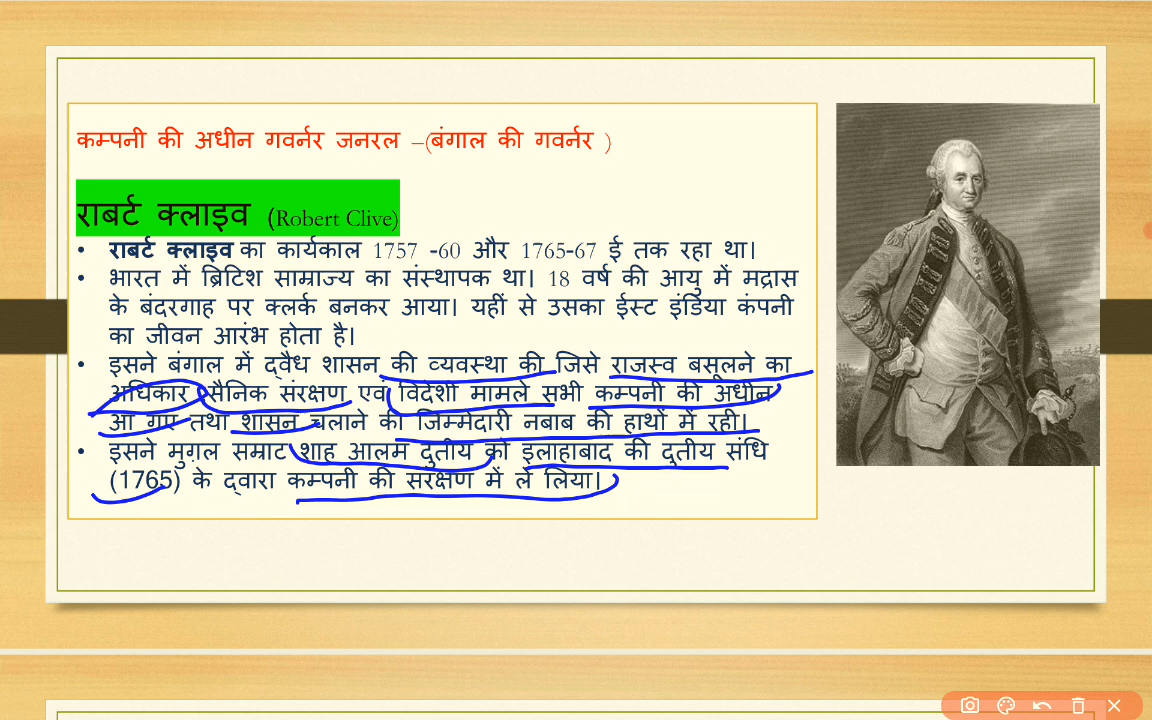 कम्पनी की अधीन गवर्नर जनरल –(बंगाल की गवर्नर )
राबर्ट क्लाइव (Robert Clive)
• राबर्ट क्लाइव का कार्यकाल 1757 -60 और 1765-67 ई तक रहा था।
• भारत में ब्रिटिश साम्राज्य का संस्थापक था। 18 वर्ष की आयु में मद्रास
के बंदरगाह पर क्लर्क बनकर आया। यहीं से उसका ईस्ट इंडिया कंपनी
का जीवन आरंभ होता है।
• इसने बंगाल में द्वैध शासन की व्यवस्था की जिसे राजस्व बसूलने का
अधिकार सैनिक संरक्षण एवं विदेशी मामले सभी कम्पनी की अधीन
आ गए तथा शासन चलाने की जिम्मेदारी नबाब की हाथों में रही।
• इसने मुग़ल सम्राट शाह आलम दुतीय को इलाहाबाद की दुतीय संधि
(1765) के द्वारा कम्पनी की संरक्षण में ले लिया।